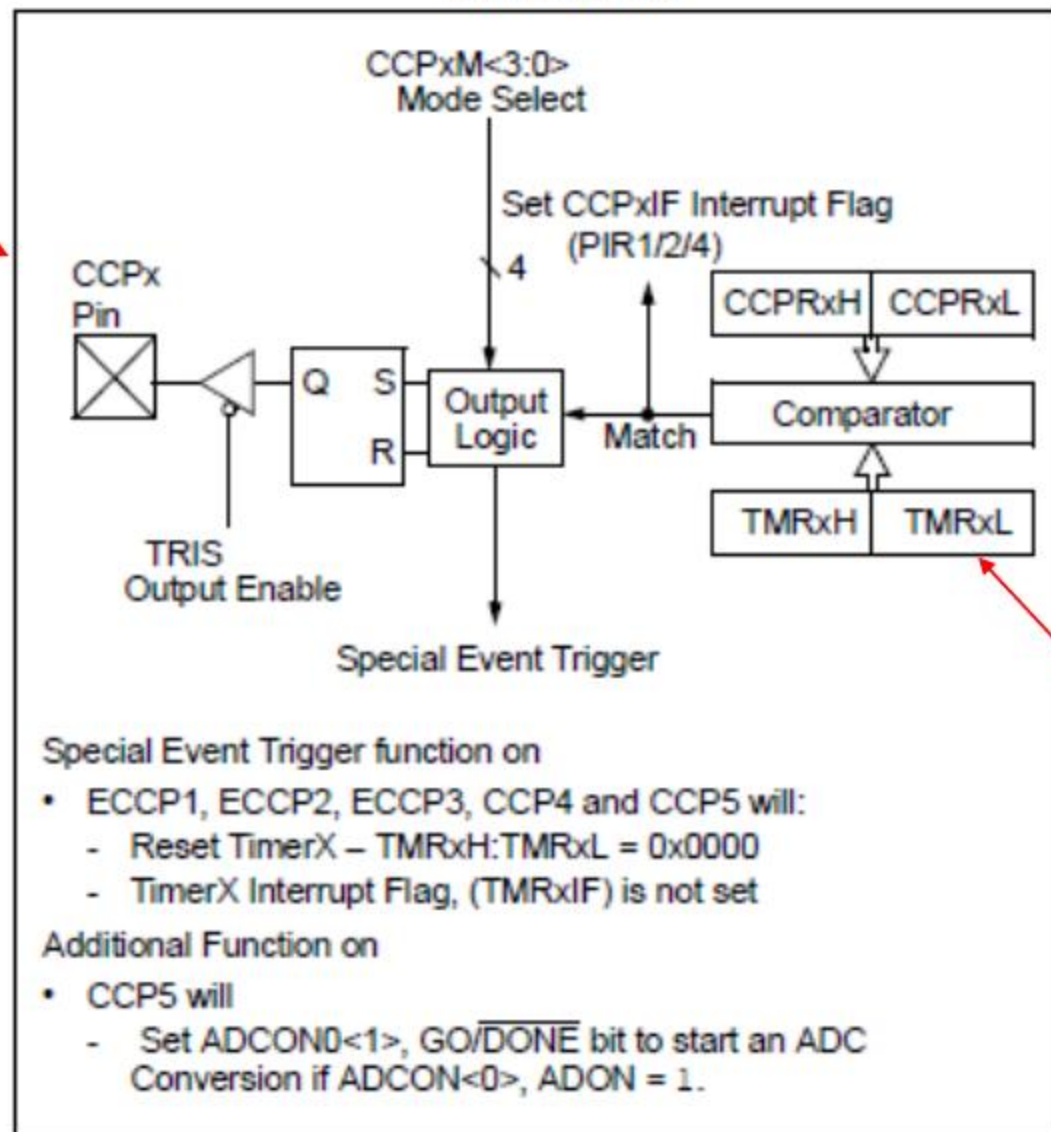 CCPxM<3:0>
Mode Select
Set CCPxIF Interrupt Flag
(PIR1/2/4)
4
CCPx
Pin
CCPRxH CCPRxL
Q S
R
Output
Logic
Match
Comparator
TMRxH TMRxL
TRIS
Output Enable
Special Event Trigger
Special Event Trigger function on
• ECCP1, ECCP2, ECCP3, CCP4 and CCP5 will:
- Reset TimerX – TMRxH:TMRxL = 0x0000
- TimerX Interrupt Flag, (TMRxIF) is not set
Additional Function on
• CCP5 will
- Set ADCON0<1>, GO/D̅O̅N̅E̅ bit to start an ADC
Conversion if ADCON<0>, ADON = 1.